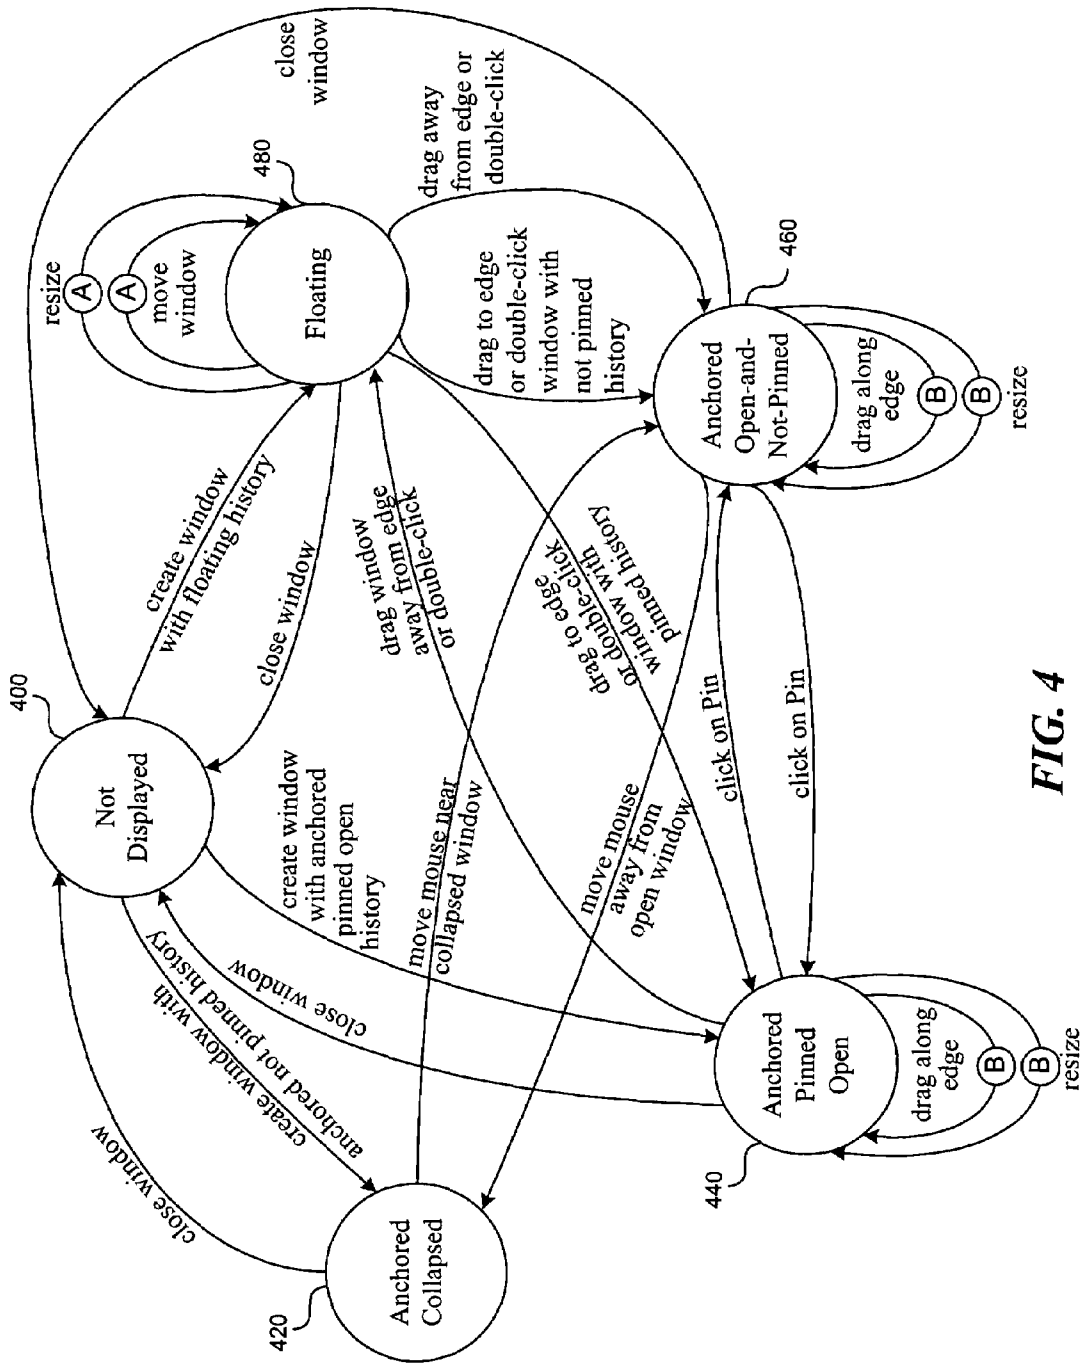 400
Not
Displayed
create window
with floating history
close window
close
window
resize
A
A
move
window
480
Floating
create window
with anchored
pinned open
history
close window
create window with
anchored not pinned history
close window
420
Anchored
Collapsed
move mouse near
collapsed window
drag window
away from edge
or double-click
drag to edge
or double-click
window with
pinned history
drag to edge
or double-click
window with
not pinned
history
drag away
from edge or
double-click
move mouse
away from
open window
click on Pin
click on Pin
440
Anchored
Pinned
Open
drag along
edge
B
B
resize
460
Anchored
Open-and-
Not-Pinned
drag along
edge
B
B
resize
FIG. 4